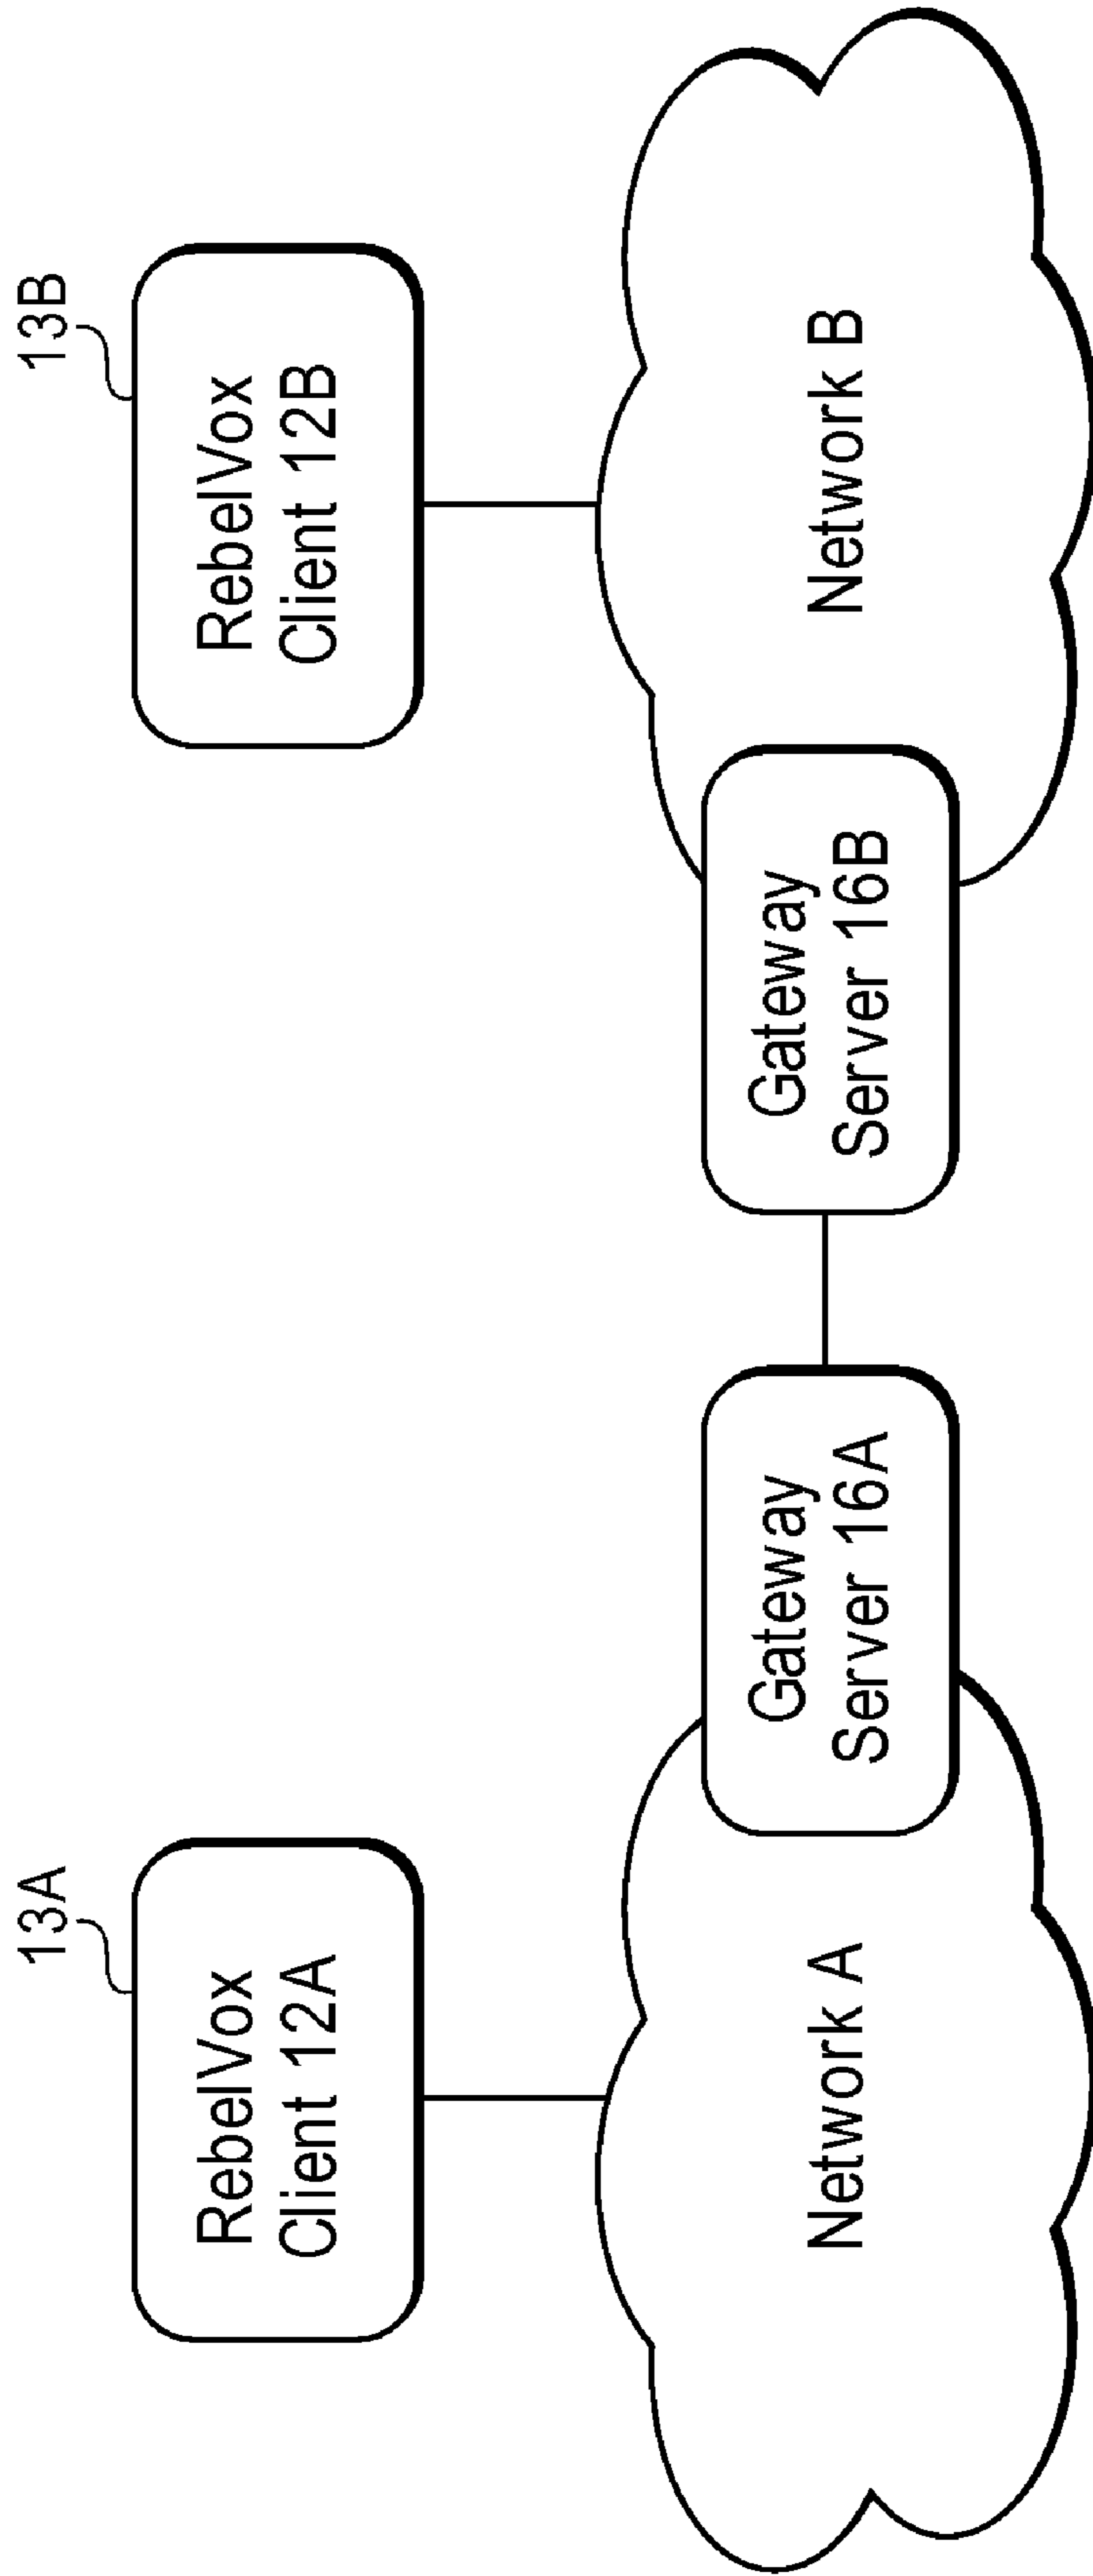 13A
13B
RebelVox
Client 12A
RebelVox
Client 12B
Gateway
Server 16A
Gateway
Server 16B
Network A
Network B